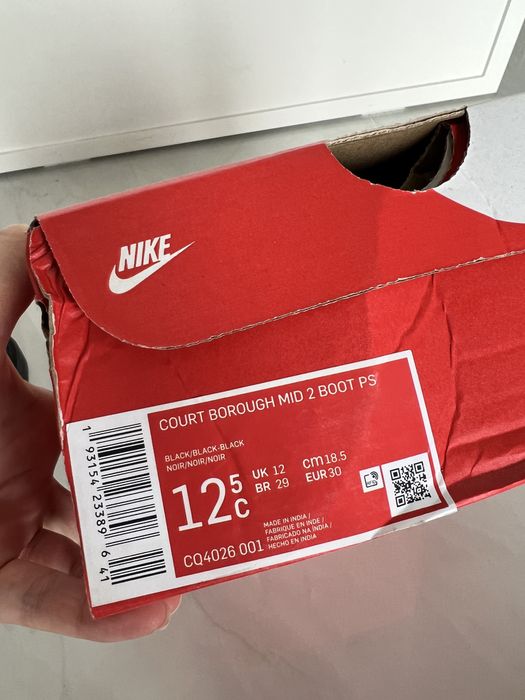 NIKE
COURT BOROUGH MID 2 BOOT PS
BLACK/BLACK-BLACK
NOIR/NOIR/NOIR
12 5 C
UK 12
BR 29
cm 18.5
EUR 30
CQ4026 001
MADE IN INDIA /
FABRIQUE EN INDE /
FABRICADO NA ÍNDIA /
HECHO EN INDIA
1 93154 23389 6 41